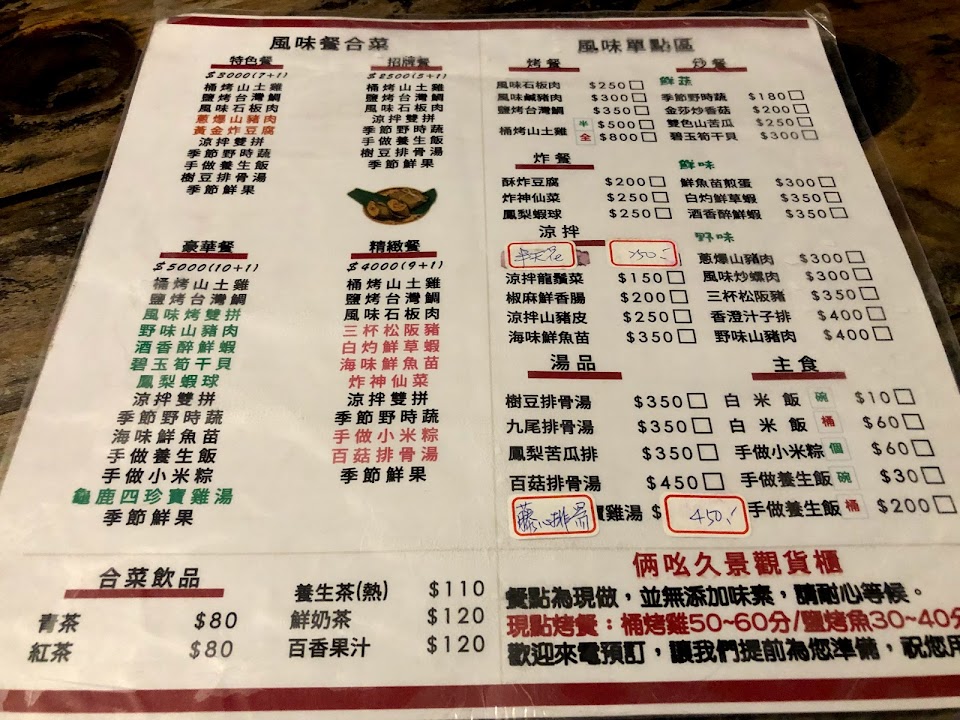 風味餐合菜
特色餐
$3000(7+1)
桶烤山土雞
鹽烤台灣鯛
風味石板肉
蔥爆山豬肉
黃金炸豆腐
涼拌雙拼
季節野時蔬
手做養生飯
樹豆排骨湯
季節鮮果
招牌餐
$2500(5+1)
桶烤山土雞
鹽烤台灣鯛
風味石板肉
涼拌雙拼
季節野時蔬
手做養生飯
樹豆排骨湯
季節鮮果
豪華餐
$5000(10+1)
桶烤山土雞
鹽烤台灣鯛
風味烤雙拼
野味山豬肉
酒香醉鮮蝦
碧玉筍干貝
鳳梨蝦球
涼拌雙拼
季節野時蔬
海味鮮魚苗
手做養生飯
手做小米粽
龜鹿四珍寶雞湯
季節鮮果
精緻餐
$4000(9+1)
桶烤山土雞
鹽烤台灣鯛
風味石板肉
三杯松阪豬
白灼鮮草蝦
海味鮮魚苗
炸神仙菜
涼拌雙拼
季節野時蔬
手做小米粽
百菇排骨湯
季節鮮果
合菜飲品
青茶 $80
紅茶 $80
養生茶(熱) $110
鮮奶茶 $120
百香果汁 $120
風味單點區
烤餐
風味石板肉 $250
風味鹹豬肉 $300
鹽烤台灣鯛 $350
桶烤山土雞 半 $500
全 $800
炸餐
酥炸豆腐 $200
炸神仙菜 $250
鳳梨蝦球 $250
涼拌
半天花 250.-
涼拌龍鬚菜 $150
椒麻鮮香腸 $200
涼拌山豬皮 $250
海味鮮魚苗 $350
湯品
樹豆排骨湯 $350
九尾排骨湯 $350
鳳梨苦瓜排 $350
百菇排骨湯 $450
藤心排湯 寶雞湯 $ 450.-
炒餐
鮮蔬
季節野時蔬 $180
金莎炒香菇 $200
雙色山苦瓜 $250
碧玉筍干貝 $300
鮮味
鮮魚苗煎蛋 $300
白灼鮮草蝦 $350
酒香醉鮮蝦 $350
野味
蔥爆山豬肉 $300
風味炒螺肉 $300
三杯松阪豬 $350
香澄汁子排 $400
野味山豬肉 $400
主食
白米飯 碗 $10
白米飯 桶 $60
手做小米粽 個 $60
手做養生飯 碗 $30
手做養生飯 桶 $200
倆吆久景觀貨櫃
餐點為現做，並無添加味素，請耐心等候。
現點烤餐：桶烤雞50~60分/鹽烤魚30~40分
歡迎來電預訂，讓我們提前為您準備，祝您用